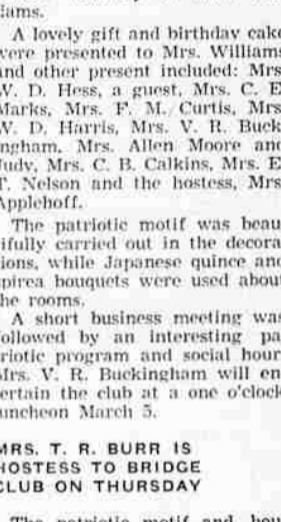 liams.
A lovely gift and birthday cake
were presented to Mrs. Williams
and other present included: Mrs.
W. D. Hess, a guest, Mrs. C. E.
Marks, Mrs. F. M. Curtis, Mrs.
W. D. Harris, Mrs. V. R. Buck-
ingham, Mrs. Allen Moore and
Judy, Mrs. C. B. Calkins, Mrs. E.
T. Nelson and the hostess, Mrs.
Applehoff.
The patriotic motif was beau-
tifully carried out in the decora-
tions, while Japanese quince and
spirea bouquets were used about
the rooms.
A short business meeting was
followed by an interesting pa-
triotic program and social hour.
Mrs. V. R. Buckingham will en-
tertain the club at a one o'clock
luncheon March 5.
MRS. T. R. BURR IS
HOSTESS TO BRIDGE
CLUB ON THURSDAY
The patriotic motif and